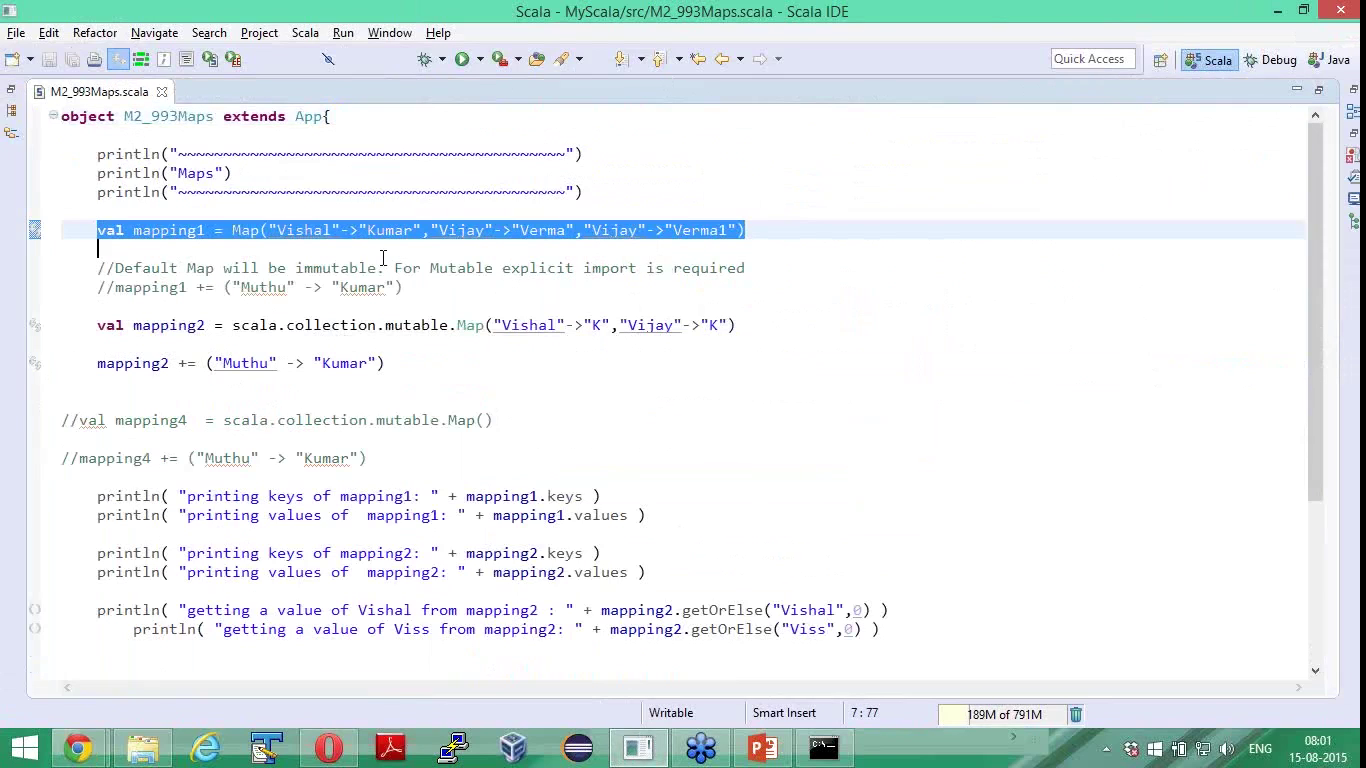 Scala - MyScala/src/M2_993Maps.scala - Scala IDE
File Edit Refactor Navigate Search Project Scala Run Window Help
Quick Access Scala Debug Java
M2_993Maps.scala
object M2_993Maps extends App{
println("~~~~~~~~~~~~~~~~~~~~~~~~~~~~~~~~~~~~~~~~~~~")
println("Maps")
println("~~~~~~~~~~~~~~~~~~~~~~~~~~~~~~~~~~~~~~~~~~~")
val mapping1 = Map("Vishal"->"Kumar","Vijay"->"Verma","Vijay"->"Verma1")
//Default Map will be immutable. For Mutable explicit import is required
//mapping1 += ("Muthu" -> "Kumar")
val mapping2 = scala.collection.mutable.Map("Vishal"->"K","Vijay"->"K")
mapping2 += ("Muthu" -> "Kumar")
//val mapping4  = scala.collection.mutable.Map()
//mapping4 += ("Muthu" -> "Kumar")
println( "printing keys of mapping1: " + mapping1.keys )
println( "printing values of  mapping1: " + mapping1.values )
println( "printing keys of mapping2: " + mapping2.keys )
println( "printing values of  mapping2: " + mapping2.values )
println( "getting a value of Vishal from mapping2 : " + mapping2.getOrElse("Vishal",0) )
println( "getting a value of Viss from mapping2: " + mapping2.getOrElse("Viss",0) )
Writable Smart Insert 7 : 77 189M of 791M
ENG 08:01
15-08-2015